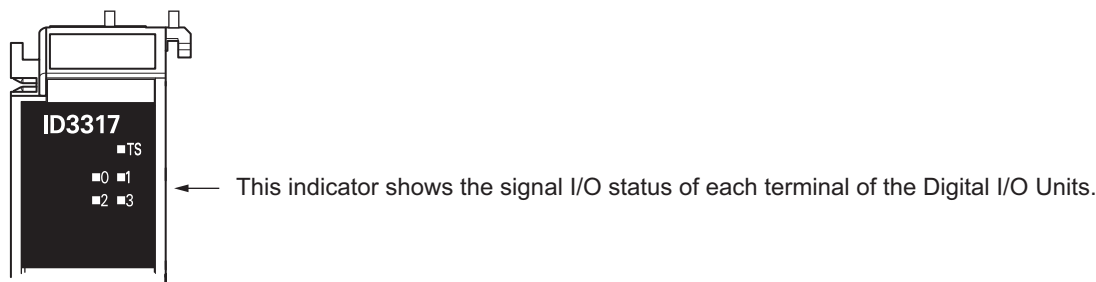 ID3317
■TS
■0 ■1
■2 ■3
This indicator shows the signal I/O status of each terminal of the Digital I/O Units.